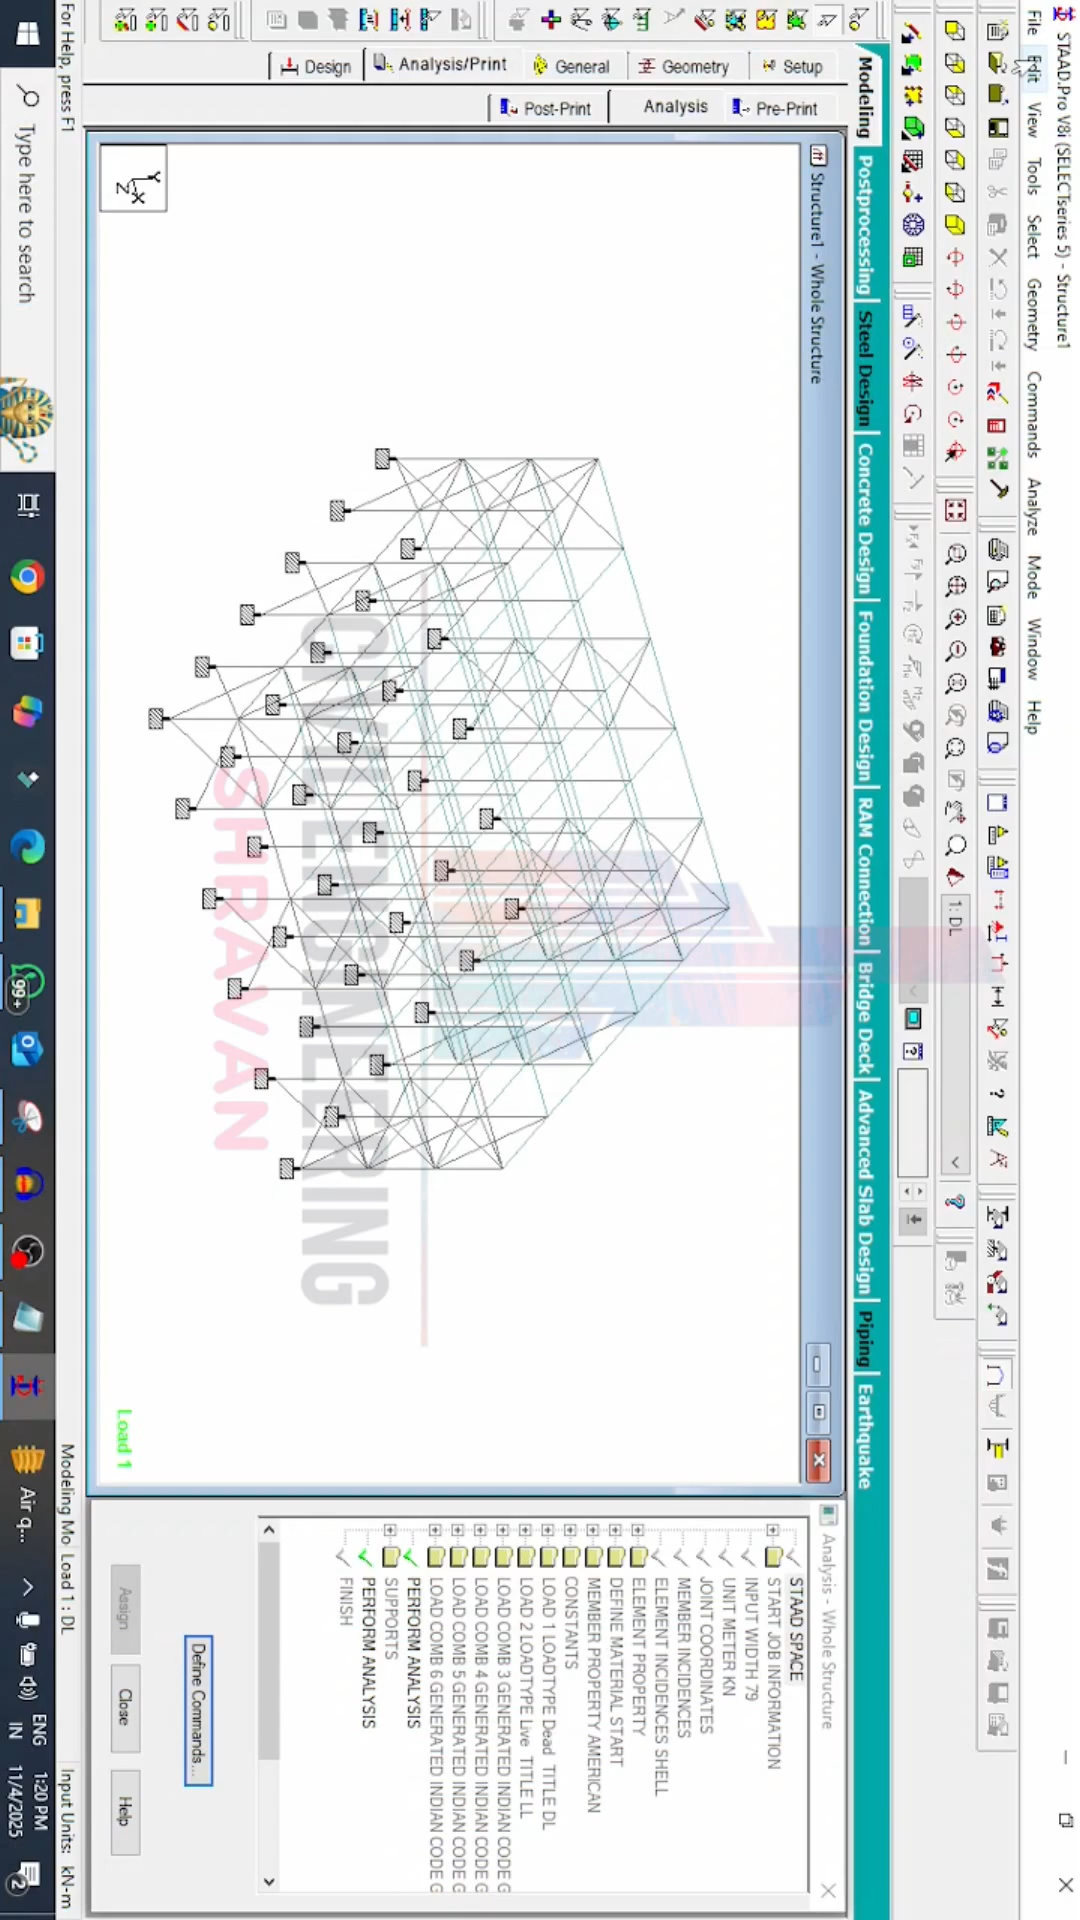 STAAD.Pro V8i (SELECTseries 5) - Structure1
File Edit View Tools Select Geometry Commands Analyze Mode Window Help
1: DL
Modeling Postprocessing Steel Design Concrete Design Foundation Design RAM Connection Bridge Deck Advanced Slab Design Piping Earthquake
Setup Geometry General Analysis/Print Design
Pre-Print Analysis Post-Print
Structure1 - Whole Structure
Y
X
Z
CIVIL ENGINEERING
SHRAVAN
Load 1
Analysis - Whole Structure
STAAD SPACE
START JOB INFORMATION
INPUT WIDTH 79
UNIT METER KN
JOINT COORDINATES
MEMBER INCIDENCES
ELEMENT INCIDENCES SHELL
ELEMENT PROPERTY
DEFINE MATERIAL START
MEMBER PROPERTY AMERICAN
CONSTANTS
LOAD 1 LOADTYPE Dead TITLE DL
LOAD 2 LOADTYPE Live TITLE LL
LOAD COMB 3 GENERATED INDIAN CODE G
LOAD COMB 4 GENERATED INDIAN CODE G
LOAD COMB 5 GENERATED INDIAN CODE G
LOAD COMB 6 GENERATED INDIAN CODE G
PERFORM ANALYSIS
SUPPORTS
PERFORM ANALYSIS
FINISH
Define Commands...
Assign Close Help
For Help, press F1
Modeling Mo Load 1 : DL Input Units: kN-m
Type here to search
99+
Air q...
ENG
IN
1:20 PM
11/4/2025
2